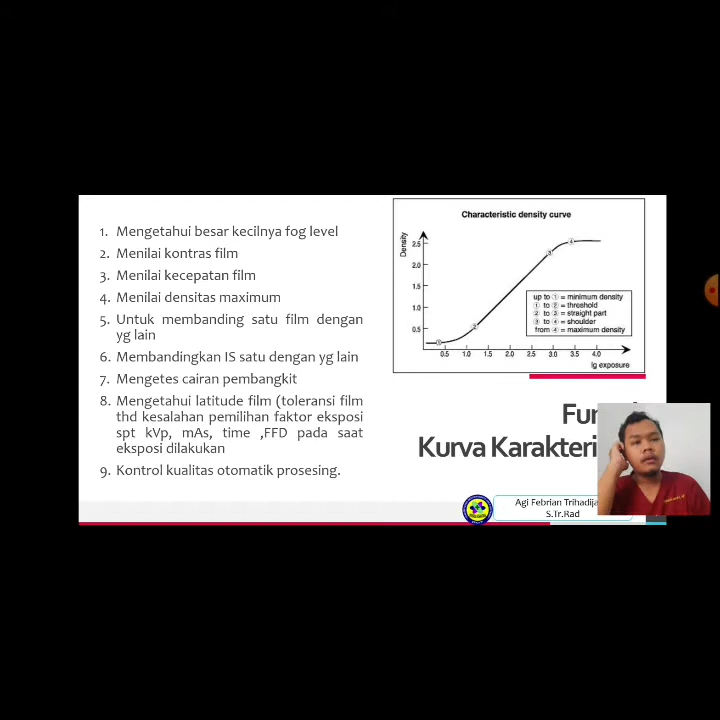 1. Mengetahui besar kecilnya fog level
2. Menilai kontras film
3. Menilai kecepatan film
4. Menilai densitas maximum
5. Untuk membanding satu film dengan
yg lain
6. Membandingkan IS satu dengan yg lain
7. Mengetes cairan pembangkit
8. Mengetahui latitude film (toleransi film
thd kesalahan pemilihan faktor eksposi
spt kVp, mAs, time ,FFD pada saat
eksposi dilakukan
9. Kontrol kualitas otomatik prosesing.
Characteristic density curve
Density
2.5
2.0
1.5
1.0
0.5
1
2
3
4
up to 1 = minimum density
1 to 2 = threshold
2 to 3 = straight part
3 to 4 = shoulder
from 4 = maximum density
0.5 1.0 1.5 2.0 2.5 3.0 3.5 4.0
lg exposure
Kurva
Agi Febrian
S.Tr.Rad